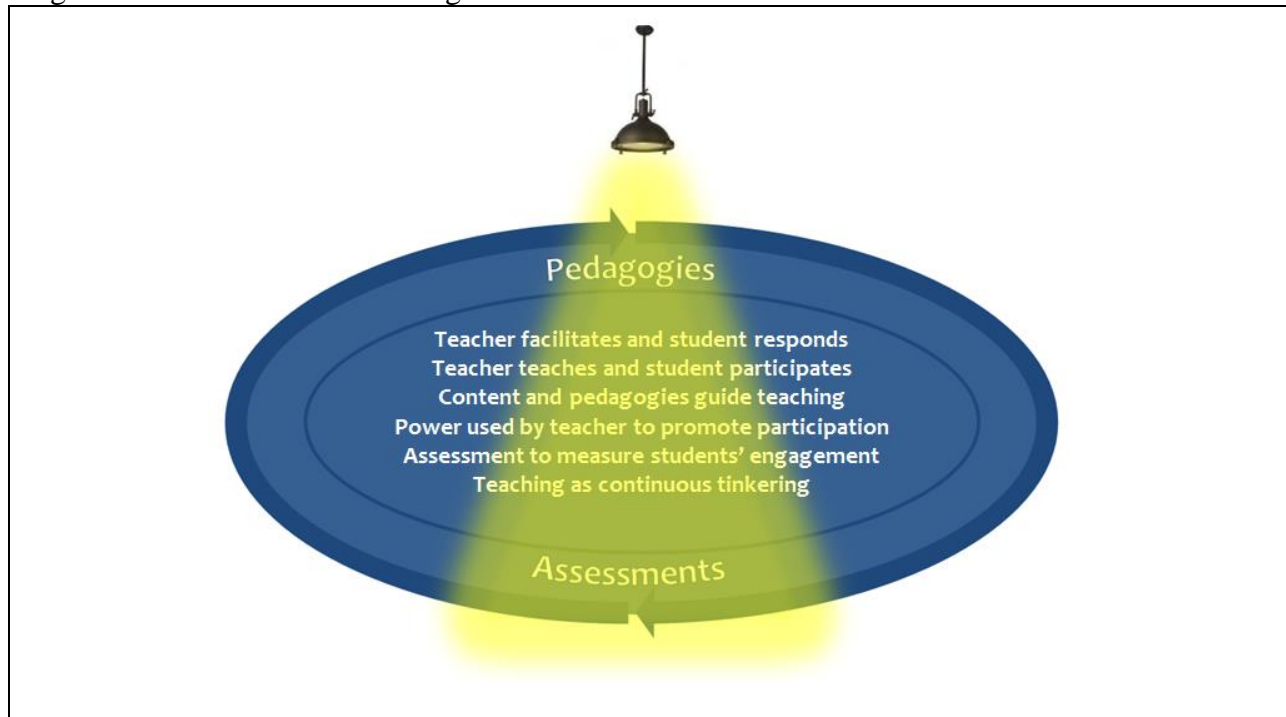 Pedagogies
Teacher facilitates and student responds
Teacher teaches and student participates
Content and pedagogies guide teaching
Power used by teacher to promote participation
Assessment to measure students’ engagement
Teaching as continuous tinkering
Assessments